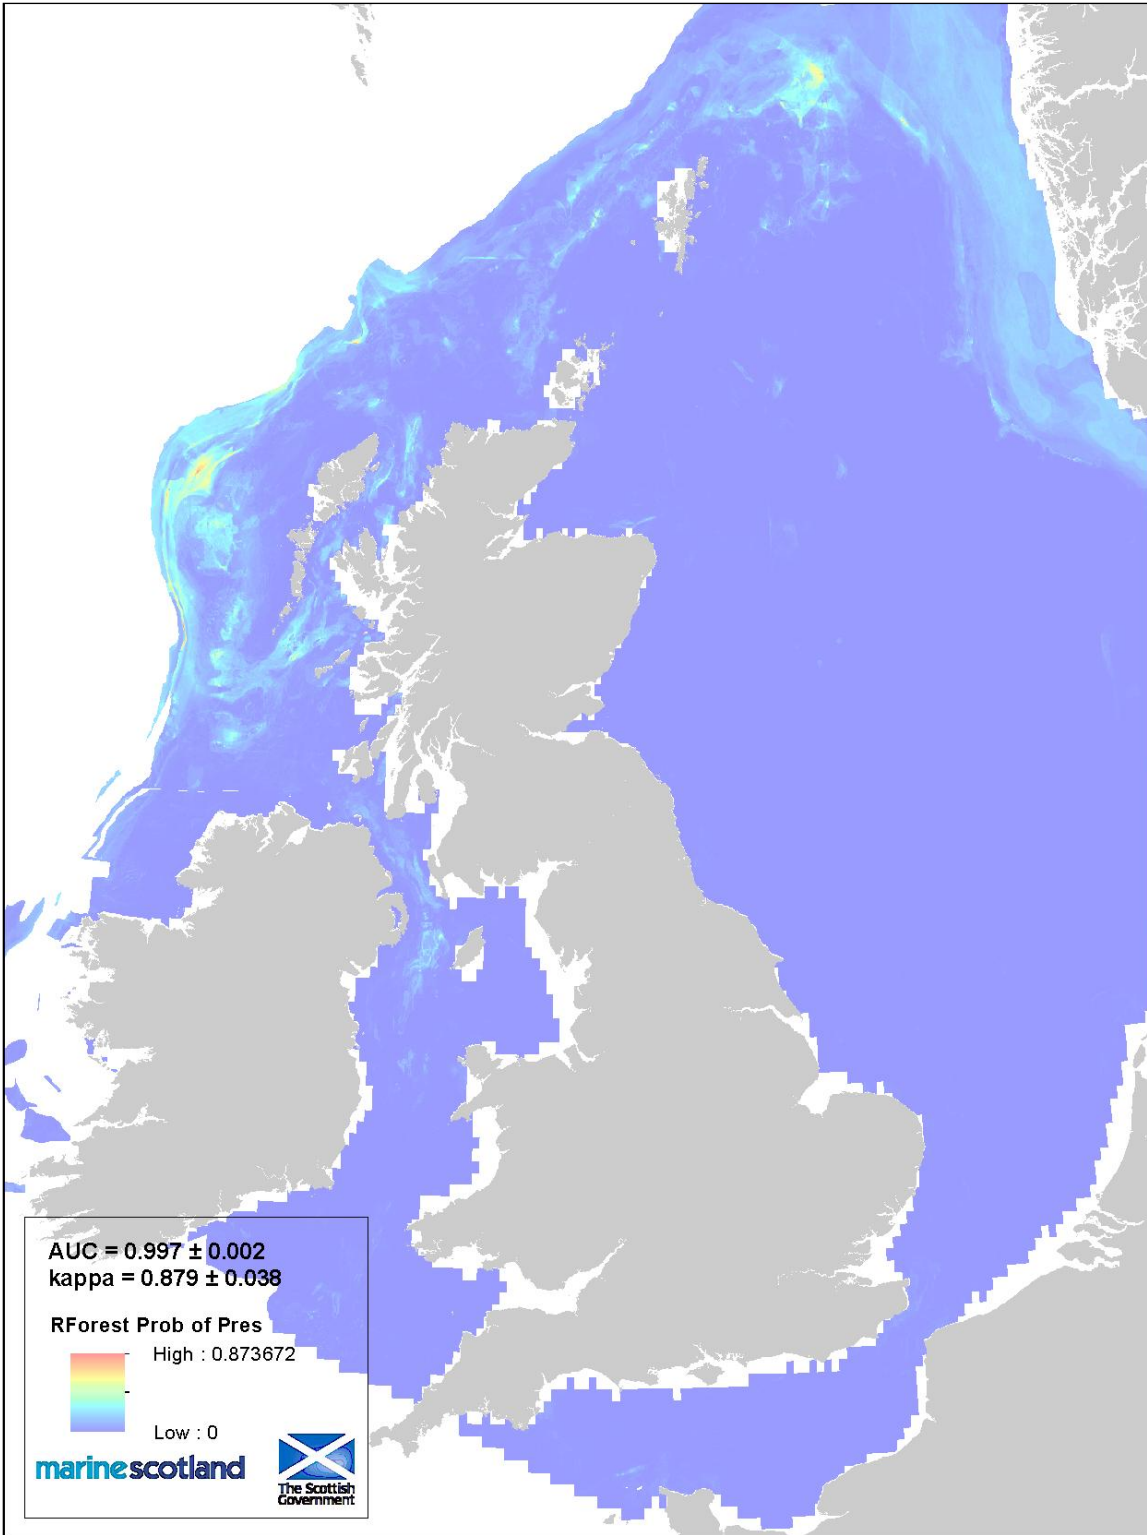 AUC = 0.997 ± 0.002
kappa = 0.879 ± 0.038
RForest Prob of Pres
High : 0.873672
Low : 0
marinescotland
The Scottish
Government